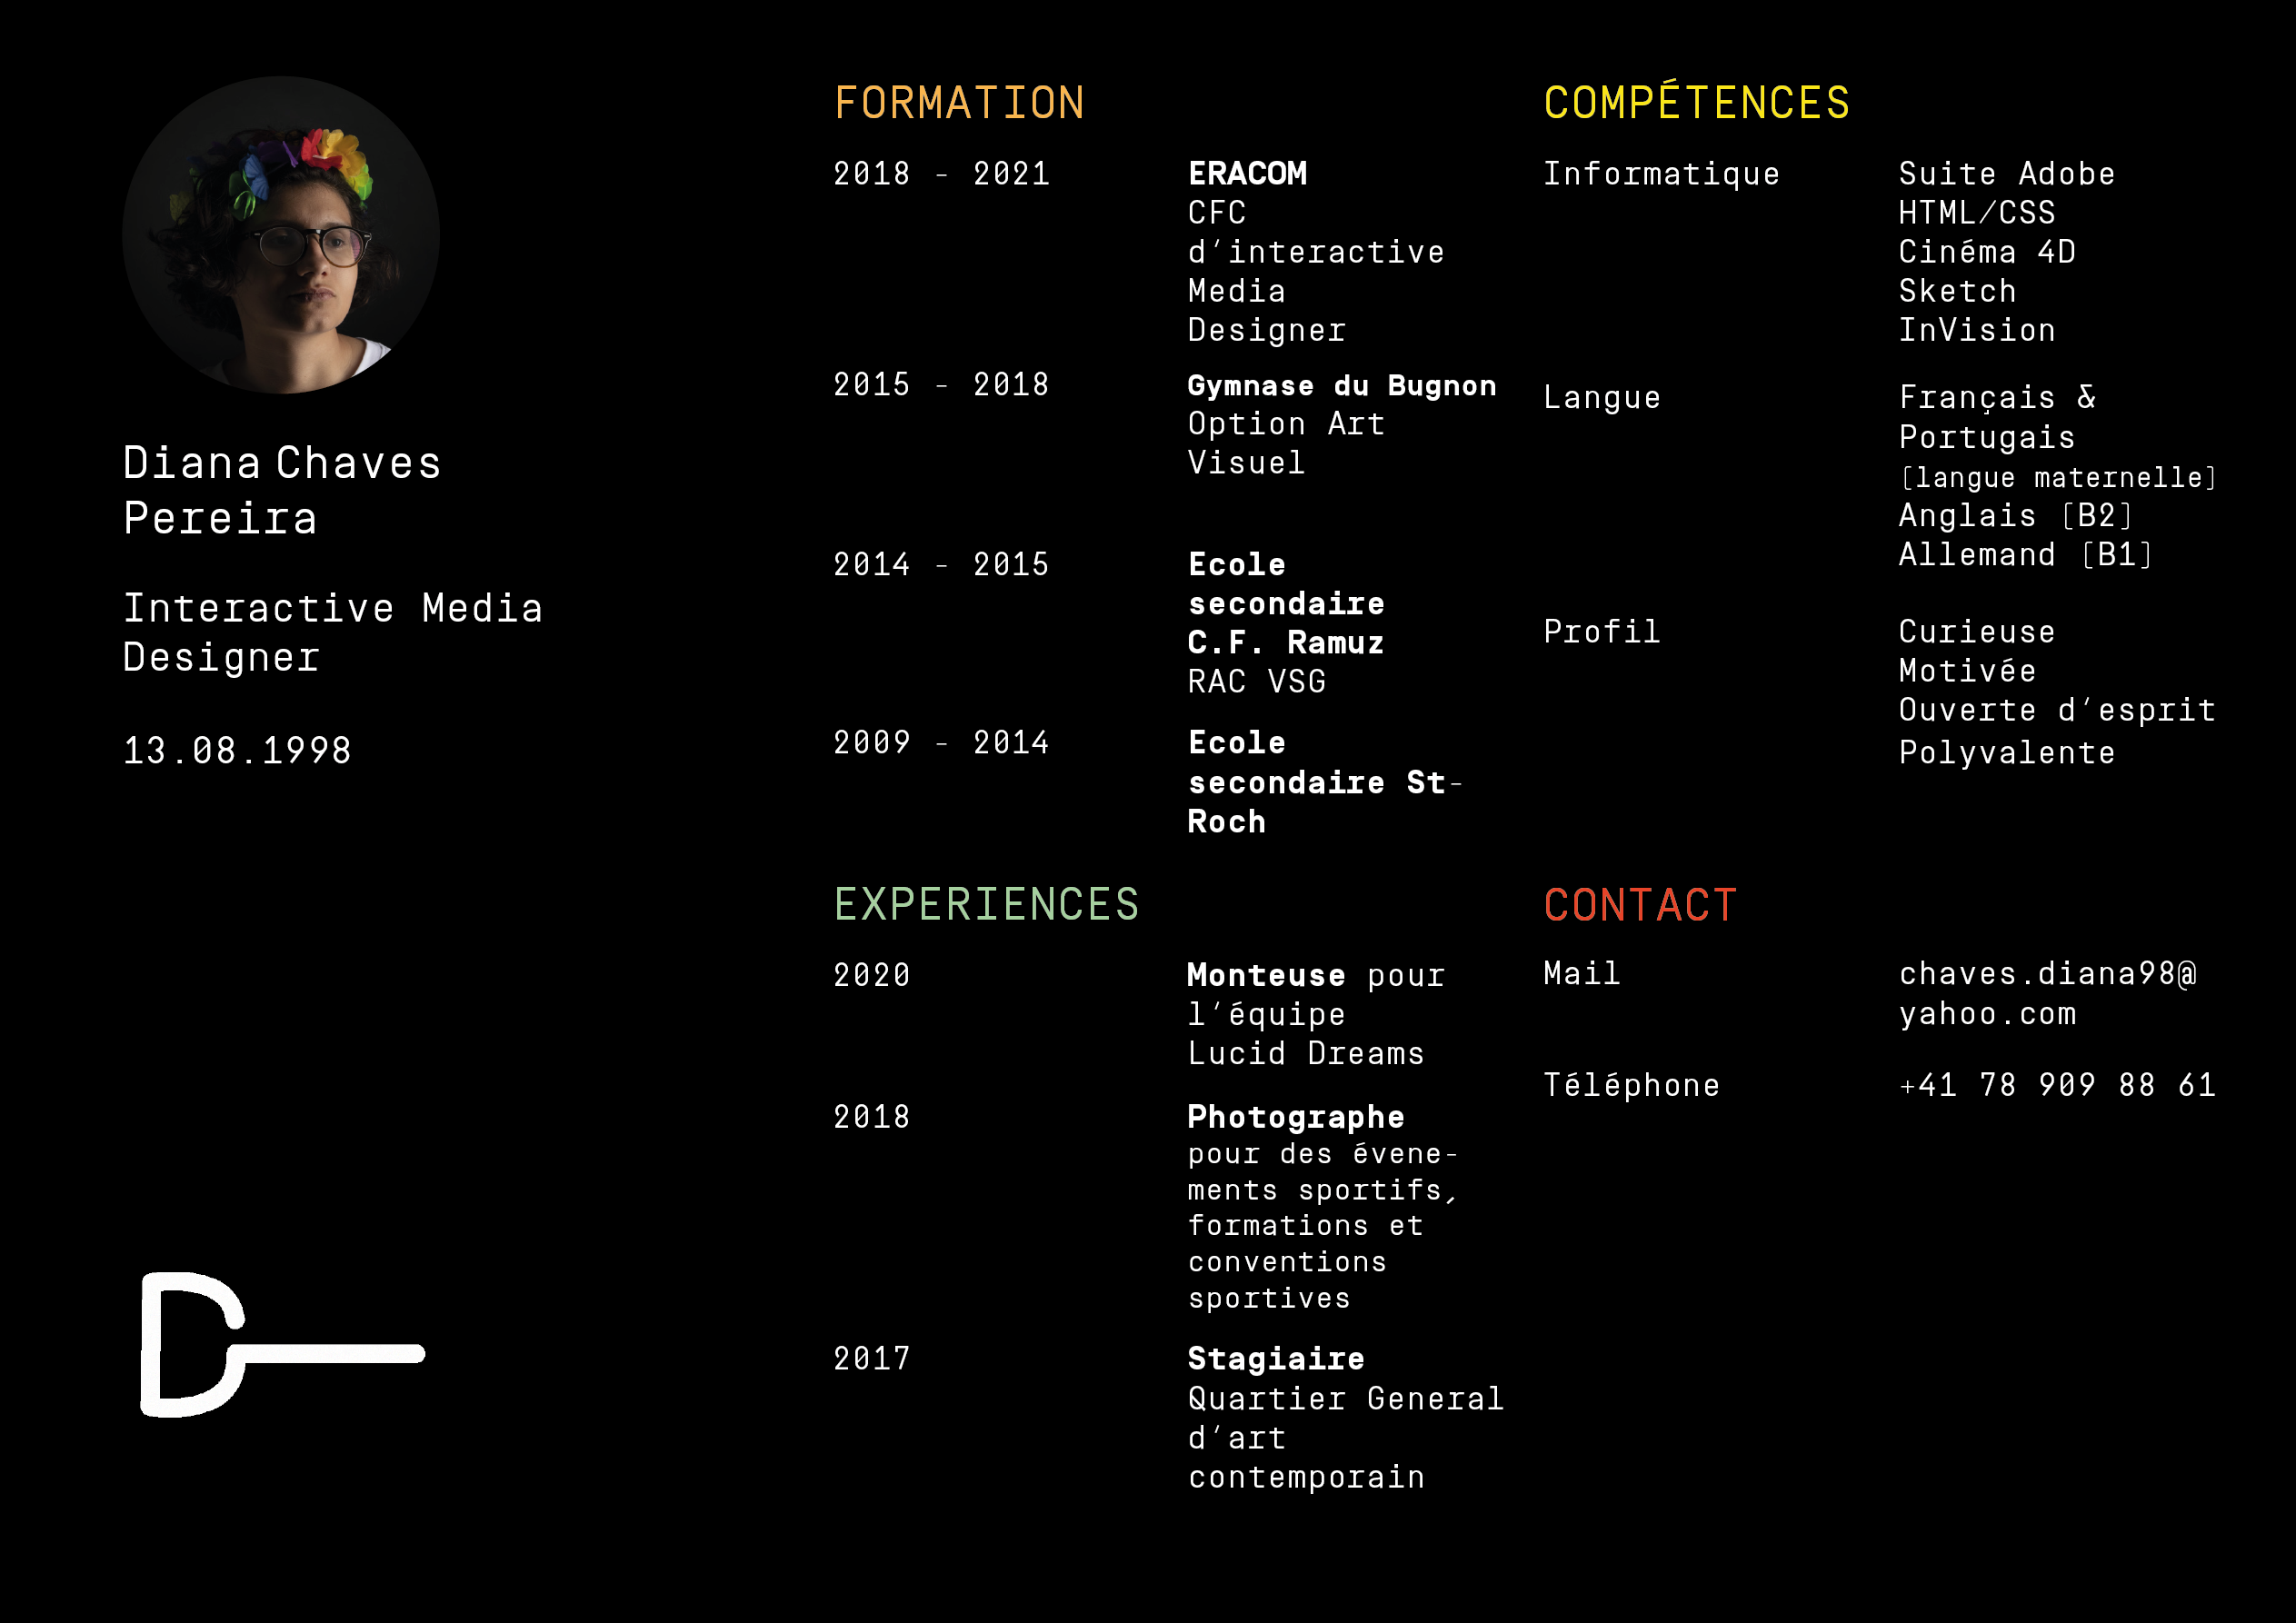 Diana Chaves
Pereira
Interactive Media
Designer
13.08.1998
FORMATION
2018 - 2021
ERACOM
CFC
d'interactive
Media
Designer
2015 - 2018
Gymnase du Bugnon
Option Art
Visuel
2014 - 2015
Ecole
secondaire
C.F. Ramuz
RAC VSG
2009 - 2014
Ecole
secondaire St-
Roch
EXPERIENCES
2020
Monteuse pour
l'équipe
Lucid Dreams
2018
Photographe
pour des évene-
ments sportifs,
formations et
conventions
sportives
2017
Stagiaire
Quartier General
d'art
contemporain
COMPÉTENCES
Informatique
Suite Adobe
HTML/CSS
Cinéma 4D
Sketch
InVision
Langue
Français &
Portugais
(langue maternelle)
Anglais (B2)
Allemand (B1)
Profil
Curieuse
Motivée
Ouverte d'esprit
Polyvalente
CONTACT
Mail
chaves.diana98@
yahoo.com
Téléphone
+41 78 909 88 61
D